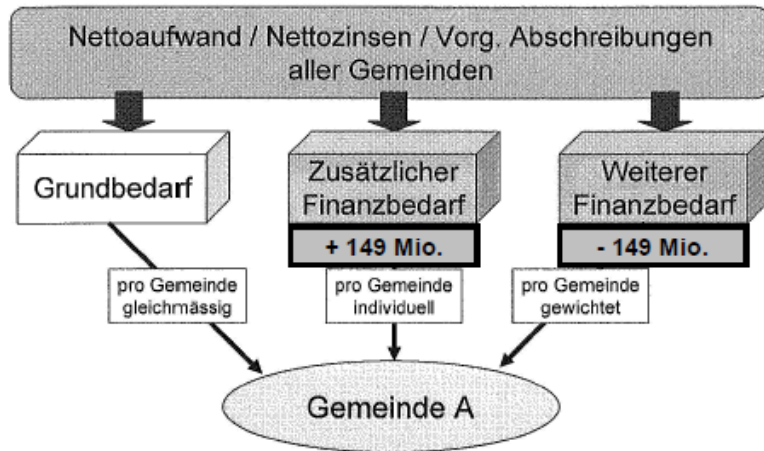 Nettoaufwand / Nettozinsen / Vorg. Abschreibungen
aller Gemeinden
Grundbedarf
Zusätzlicher
Finanzbedarf
+ 149 Mio.
Weiterer
Finanzbedarf
- 149 Mio.
pro Gemeinde
gleichmässig
pro Gemeinde
individuell
pro Gemeinde
gewichtet
Gemeinde A